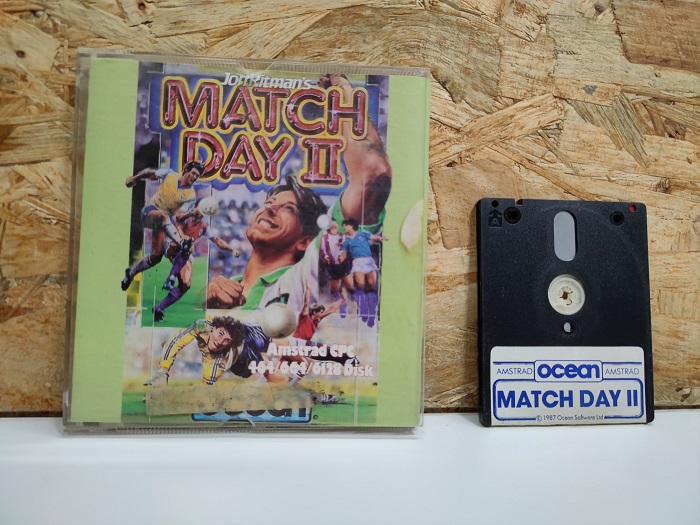 Jon Ritman's
MATCH
DAY II
Amstrad CPC
464/664/6128 Disk
ocean
A
AMSTRAD ocean AMSTRAD
MATCH DAY II
© 1987 Ocean Software Ltd